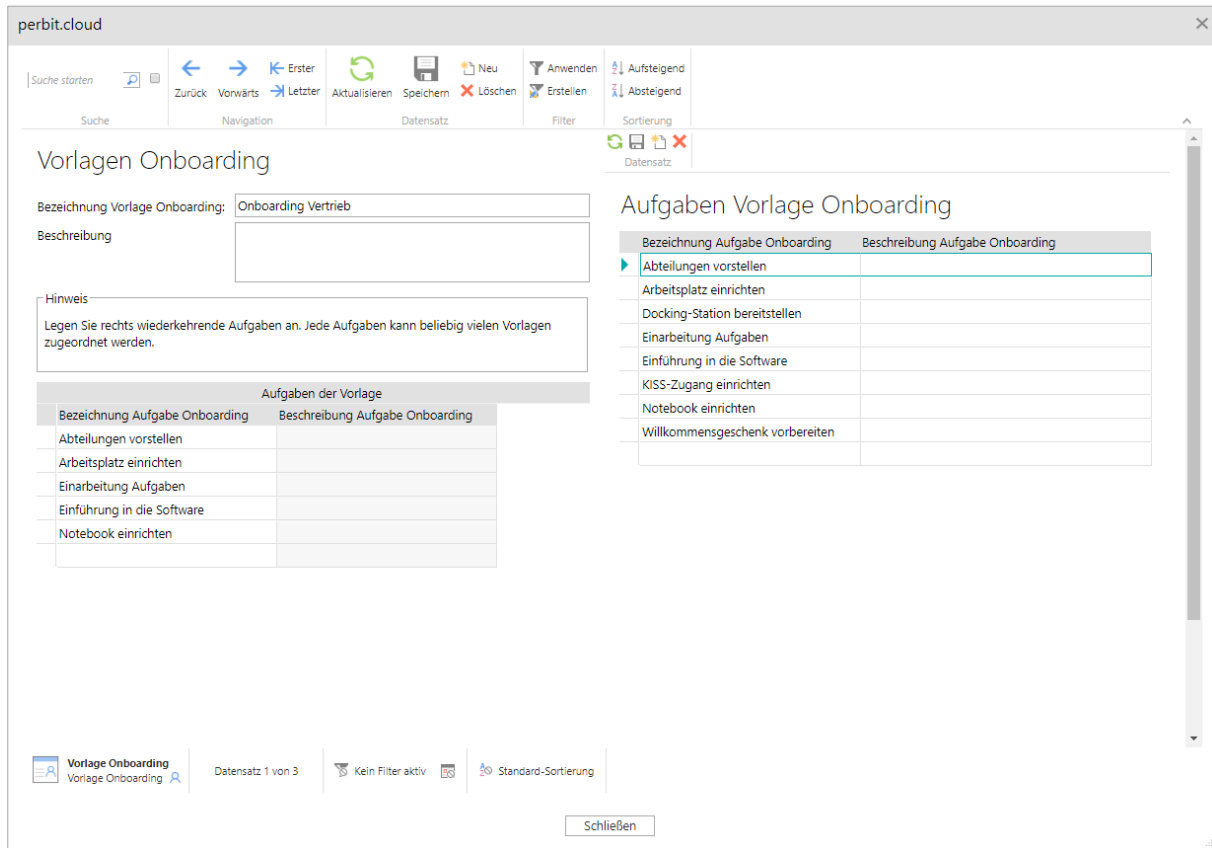 perbit.cloud
Suche starten
Zurück Vorwärts Erster Letzter
Aktualisieren Speichern Neu Löschen
Anwenden Erstellen
Aufsteigend Absteigend
Suche Navigation Datensatz Filter Sortierung
Vorlagen Onboarding
Bezeichnung Vorlage Onboarding: Onboarding Vertrieb
Beschreibung
Hinweis
Legen Sie rechts wiederkehrende Aufgaben an. Jede Aufgaben kann beliebig vielen Vorlagen
zugeordnet werden.
Aufgaben der Vorlage
Bezeichnung Aufgabe Onboarding Beschreibung Aufgabe Onboarding
Abteilungen vorstellen
Arbeitsplatz einrichten
Einarbeitung Aufgaben
Einführung in die Software
Notebook einrichten
Datensatz
Aufgaben Vorlage Onboarding
Bezeichnung Aufgabe Onboarding Beschreibung Aufgabe Onboarding
Abteilungen vorstellen
Arbeitsplatz einrichten
Docking-Station bereitstellen
Einarbeitung Aufgaben
Einführung in die Software
KISS-Zugang einrichten
Notebook einrichten
Willkommensgeschenk vorbereiten
Vorlage Onboarding
Vorlage Onboarding
Datensatz 1 von 3
Kein Filter aktiv
Standard-Sortierung
Schließen